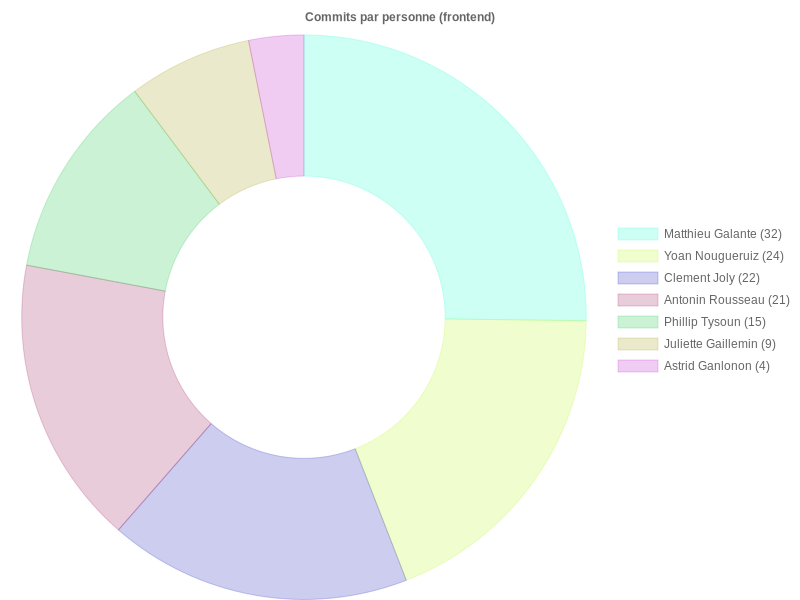 Commits par personne (frontend)
Matthieu Galante (32)
Yoan Nougueruiz (24)
Clement Joly (22)
Antonin Rousseau (21)
Phillip Tysoun (15)
Juliette Gaillemin (9)
Astrid Ganlonon (4)